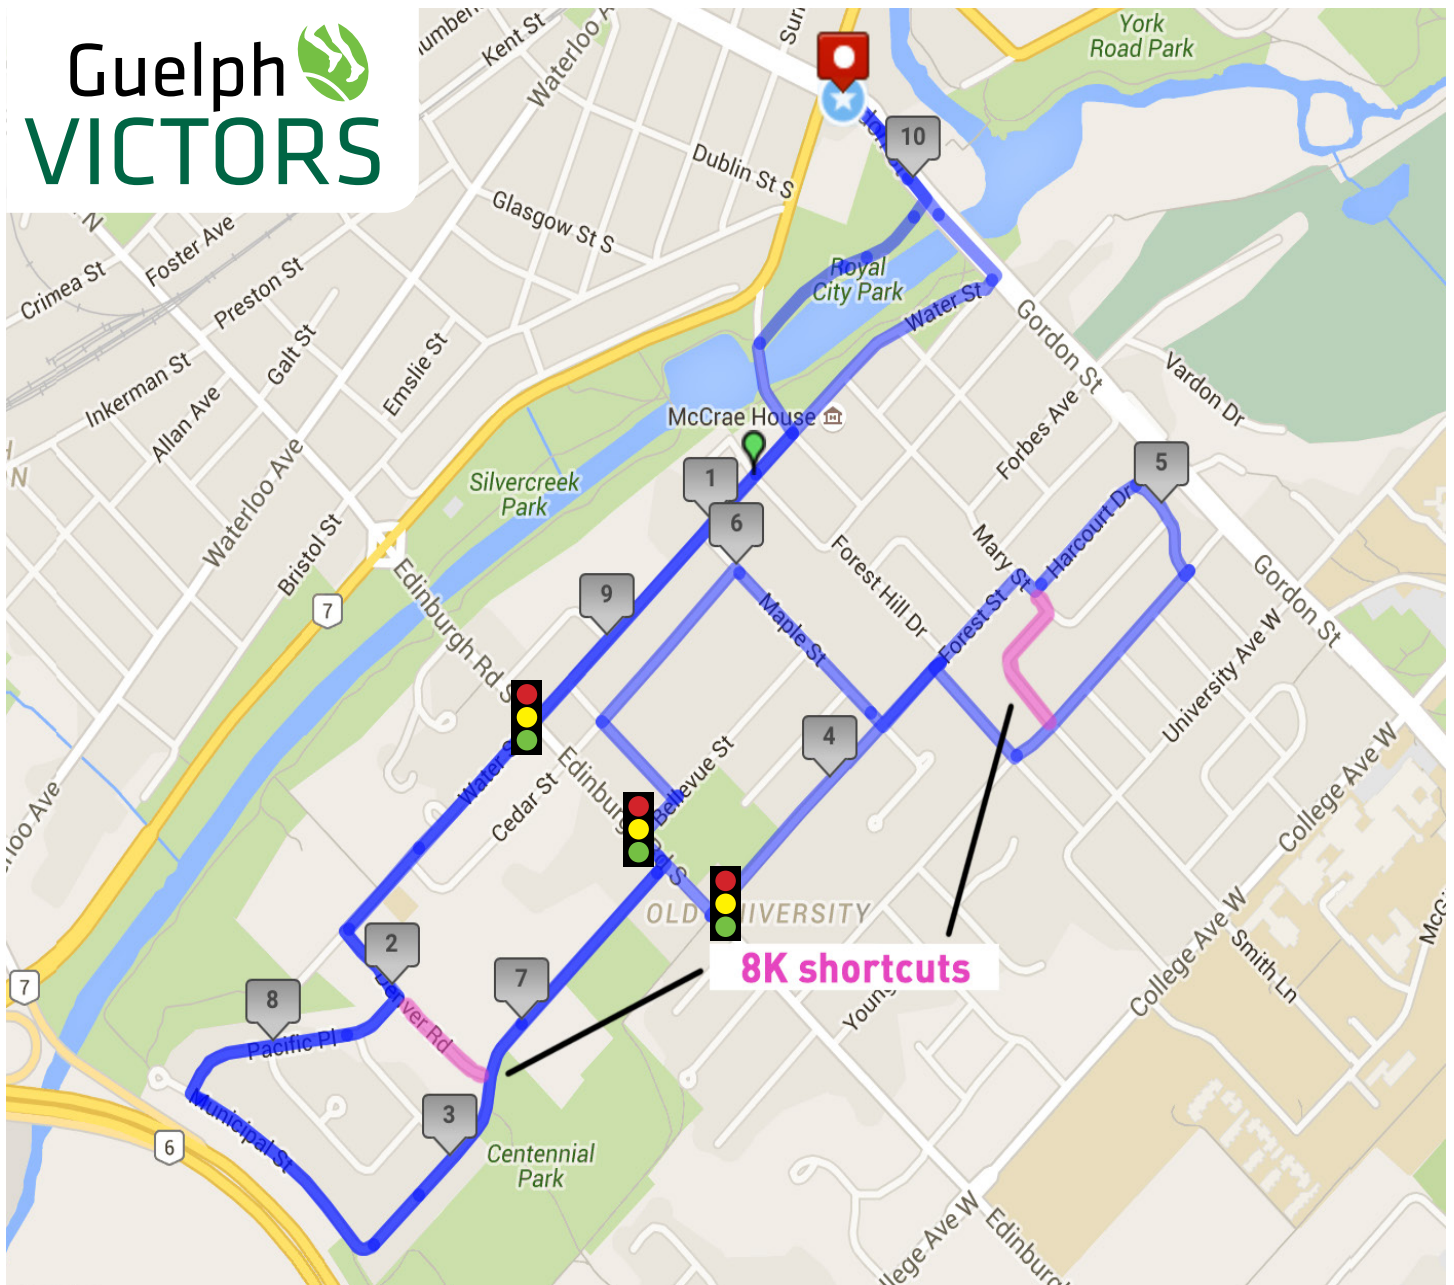 Guelph
VICTORS
Kent St
Waterloo
York
Road Park
Dublin St S
Glasgow St S
Foster Ave
Crimea St
Preston St
Galt St
Inkerman St
Allan Ave
Emslie St
10
Royal
City Park
Water St
Gordon St
Vardon Dr
McCrae House
Forbes Ave
Waterloo Ave
Silvercreek
Park
1
6
5
Harcourt Dr
Mary St
Bristol St
Forest Hill Dr
Gordon St
7
Edinburgh Rd S
9
Maple St
Forest St
University Ave W
4
Water
Cedar St
Bellevue St
College Ave W
OLD UNIVERSITY
8K shortcuts
2
7
8
7
Denver Rd
Pacific Pl
Young
Smith Ln
College Ave W
3
Municipal St
6
Centennial
Park
Edinburg
llege Ave W